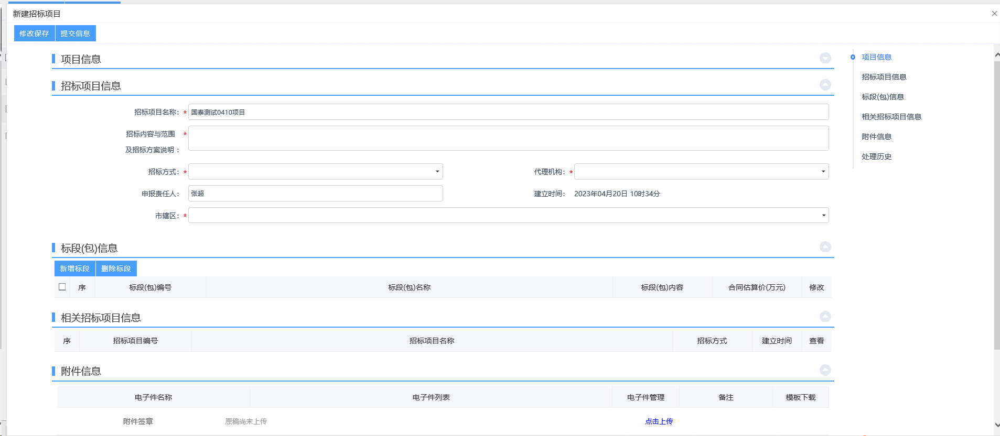 新建招标项目
修改保存 提交信息
项目信息
招标项目信息
招标项目名称： * 国泰测试0410项目
招标内容与范围 *
及招标方案说明 ：
招标方式： * 代理机构： *
申报责任人： 张超 建立时间： 2023年04月20日 10时34分
市辖区： *
标段(包)信息
新增标段 删除标段
序 标段(包)编号 标段(包)名称 标段(包)内容 合同估算价(万元) 修改
相关招标项目信息
序 招标项目编号 招标项目名称 招标方式 建立时间 查看
附件信息
电子件名称 电子件列表 电子件管理 备注 模板下载
附件签章 原稿尚未上传 点击上传
项目信息
招标项目信息
标段(包)信息
相关招标项目信息
附件信息
处理历史